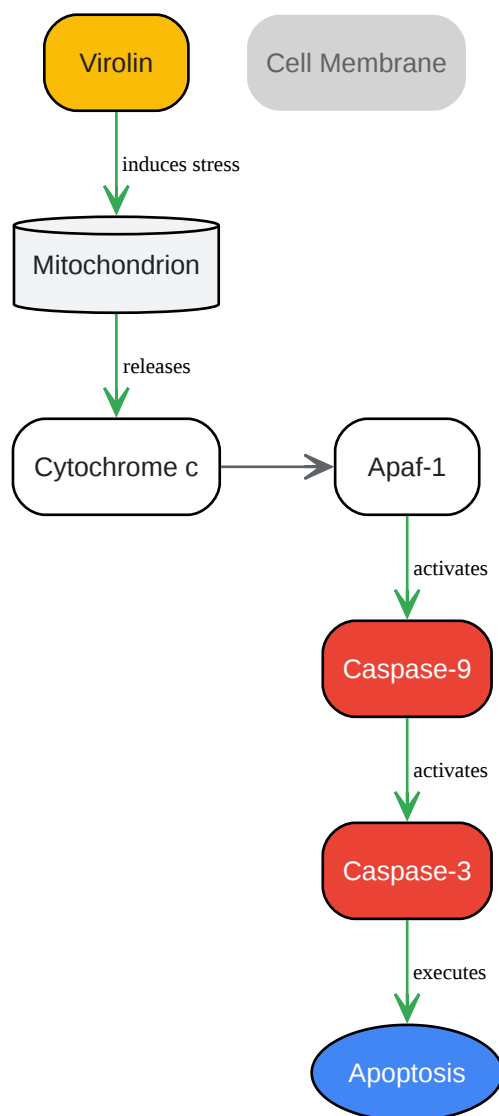 Virolin
Cell Membrane
induces stress
Mitochondrion
releases
Cytochrome c
Apaf-1
activates
Caspase-9
activates
Caspase-3
executes
Apoptosis